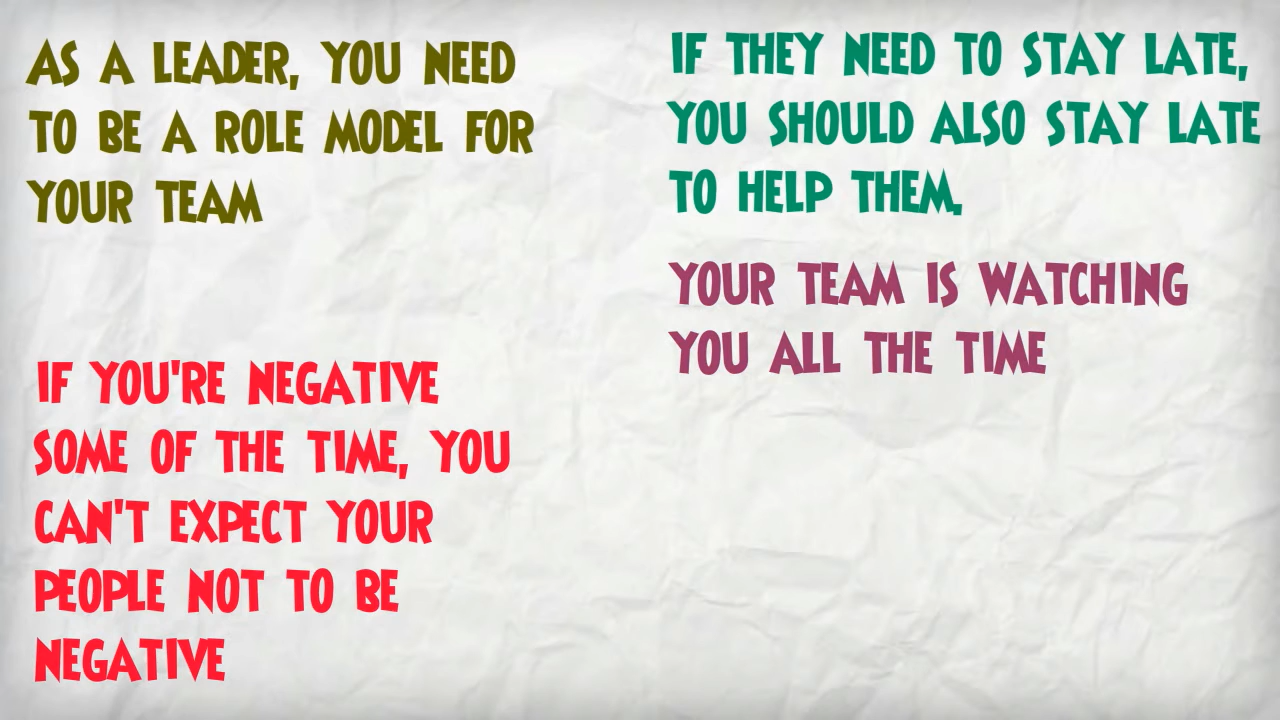 AS A LEADER, YOU NEED
TO BE A ROLE MODEL FOR
YOUR TEAM
IF YOU'RE NEGATIVE
SOME OF THE TIME, YOU
CAN'T EXPECT YOUR
PEOPLE NOT TO BE
NEGATIVE
IF THEY NEED TO STAY LATE,
YOU SHOULD ALSO STAY LATE
TO HELP THEM.
YOUR TEAM IS WATCHING
YOU ALL THE TIME